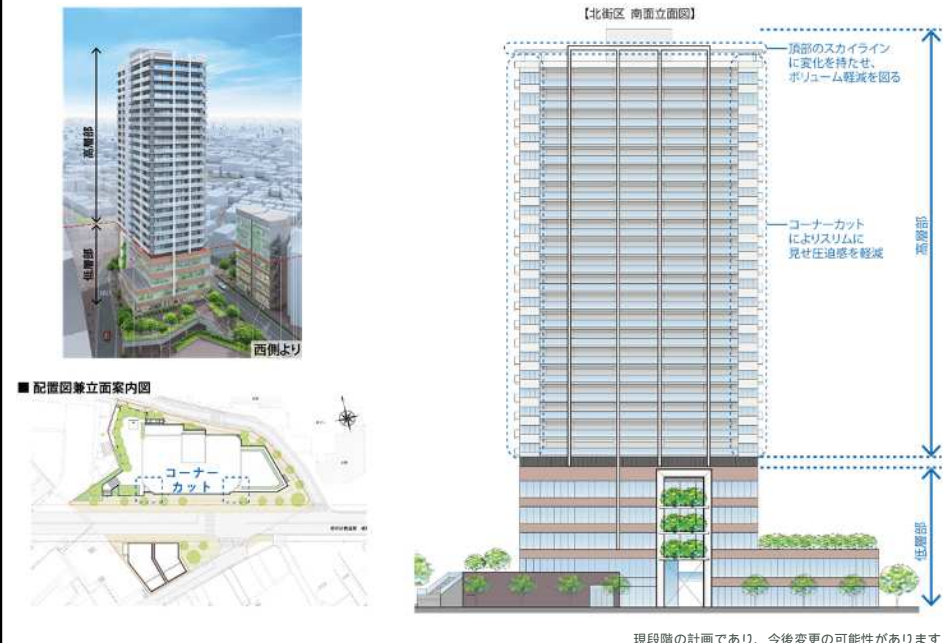 【北街区 南面立面図】
頂部のスカイライン
に変化を持たせ、
ボリューム軽減を図る
高層部
低層部
西側より
コーナーカット
によりスリムに
見せ圧迫感を軽減
高層部
■ 配置図兼立面案内図
コーナー
カット
低層部
現段階の計画であり、今後変更の可能性があります